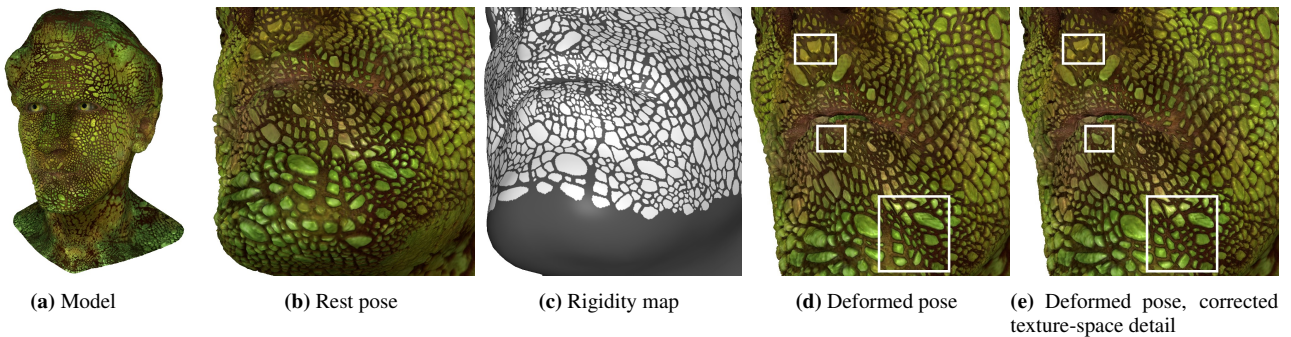 (a) Model
(b) Rest pose
(c) Rigidity map
(d) Deformed pose
(e) Deformed pose, corrected
texture-space detail